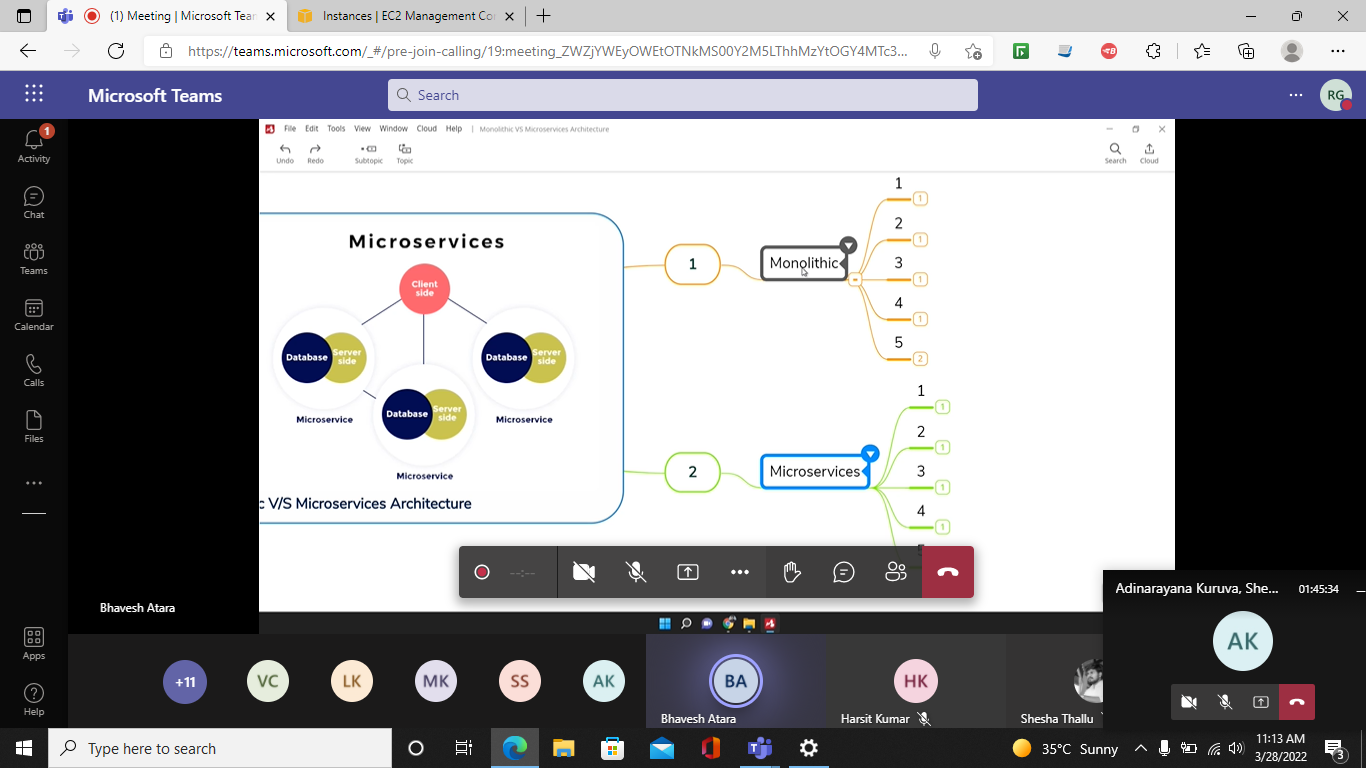 (1) Meeting | Microsoft Tean
Instances | EC2 Management Co
https://teams.microsoft.com/_#/pre-join-calling/19:meeting_ZWZjYWEyOWEtOTNkMS00Y2M5LThhMzYtOGY4MTc3...
Microsoft Teams
Search
RG
1
Activity
Chat
Teams
Calendar
Calls
Files
Apps
Help
File Edit Tools View Window Cloud Help | Monolithic VS Microservices Architecture
Undo Redo Subtopic Topic Search Cloud
Microservices
Client side
Database Server side
Database Server side
Microservice
Microservice
Database Server side
Microservice
c V/S Microservices Architecture
1
Monolithic
1 1
2 1
3 1
4 1
5 2
2
Microservices
1 1
2 1
3 1
4 1
5
--:--
Bhavesh Atara
Adinarayana Kuruva, She...
01:45:34
AK
+11
VC
LK
MK
SS
AK
BA
Bhavesh Atara
HK
Harsit Kumar
Shesha Thallu
Type here to search
35°C Sunny
11:13 AM
3/28/2022
3